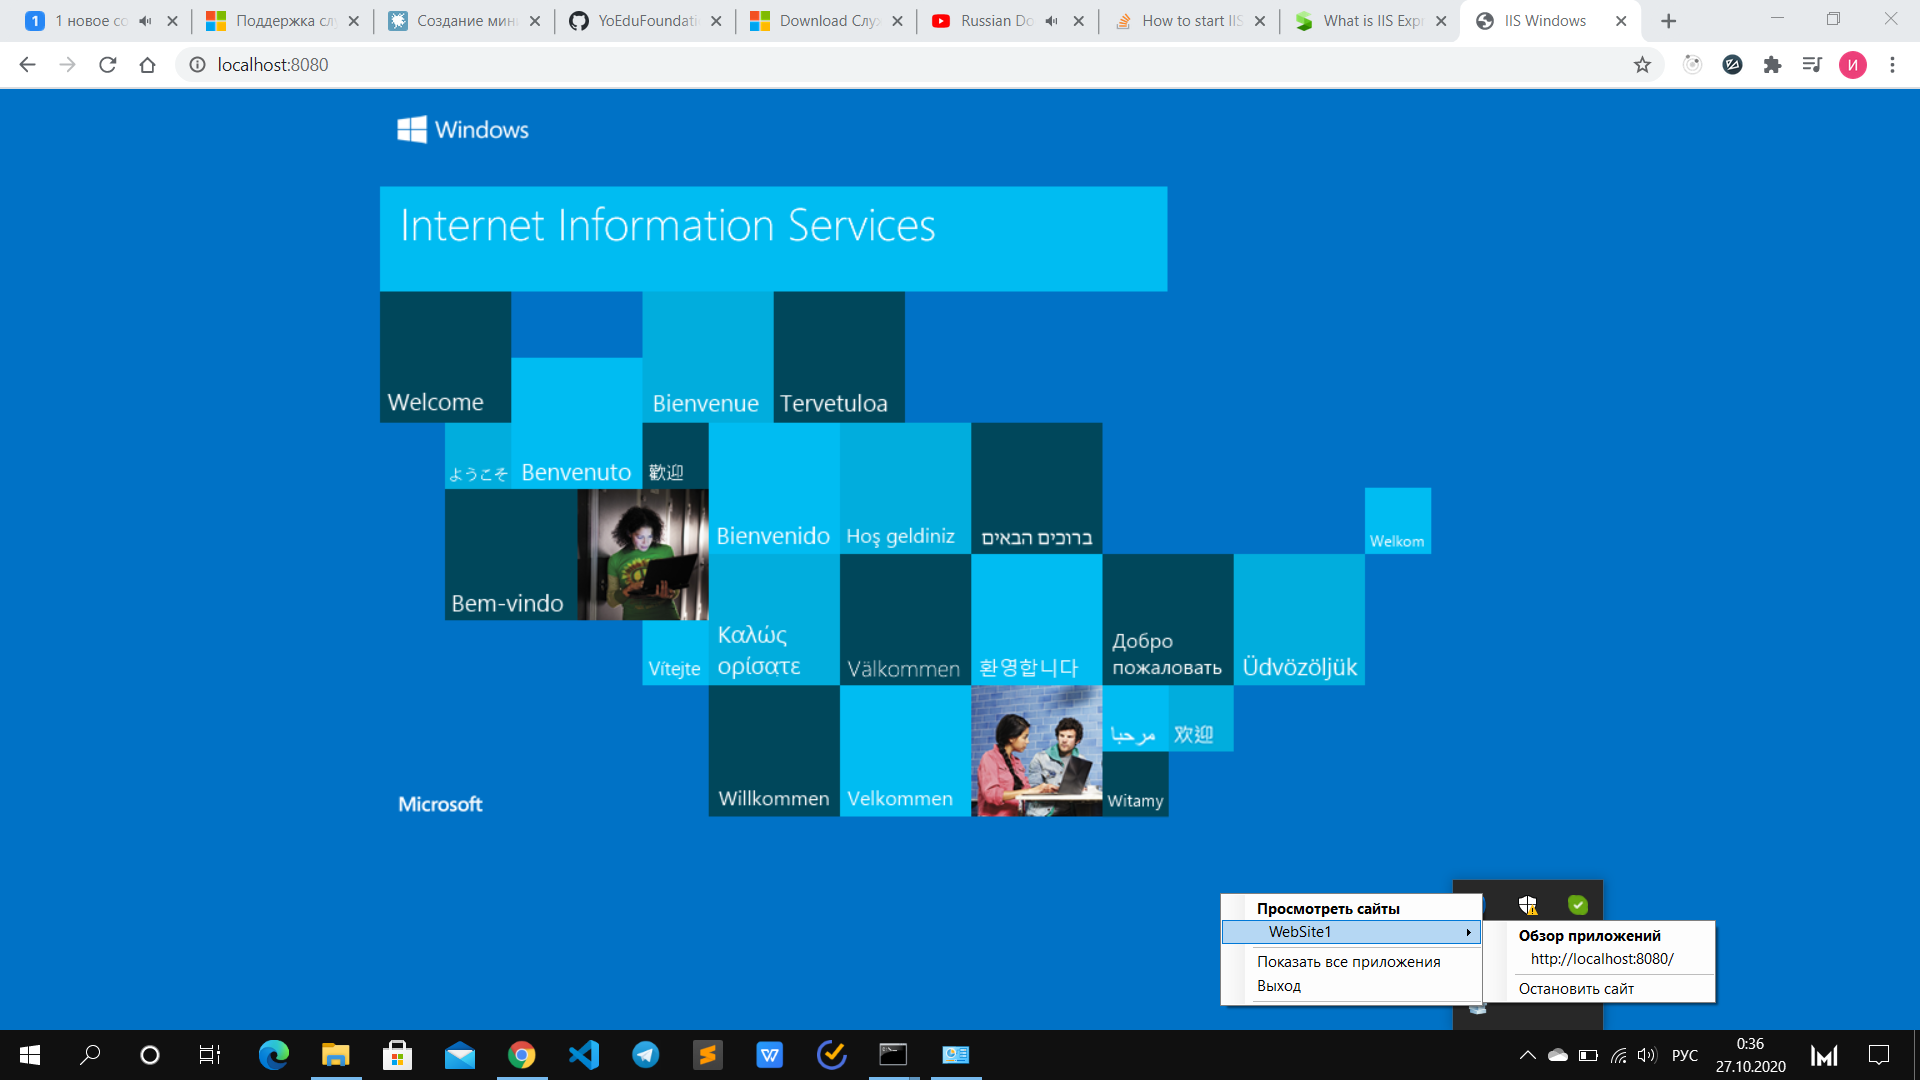 1 новое со
Поддержка слу
Создание мини
YoEduFoundati
Download Слу
Russian Do
How to start IIS
What is IIS Expr
IIS Windows
localhost:8080
И
Windows
Internet Information Services
Welcome
Bienvenue
Tervetuloa
ようこそ
Benvenuto
歡迎
Bienvenido
Hoş geldiniz
ברוכים הבאים
Welkom
Bem-vindo
Vítejte
Καλώς
ορίσατε
Välkommen
환영합니다
Добро
пожаловать
Üdvözöljük
مرحبا
欢迎
Willkommen
Velkommen
Witamy
Microsoft
Просмотреть сайты
WebSite1
Показать все приложения
Выход
Обзор приложений
http://localhost:8080/
Остановить сайт
РУС
0:36
27.10.2020